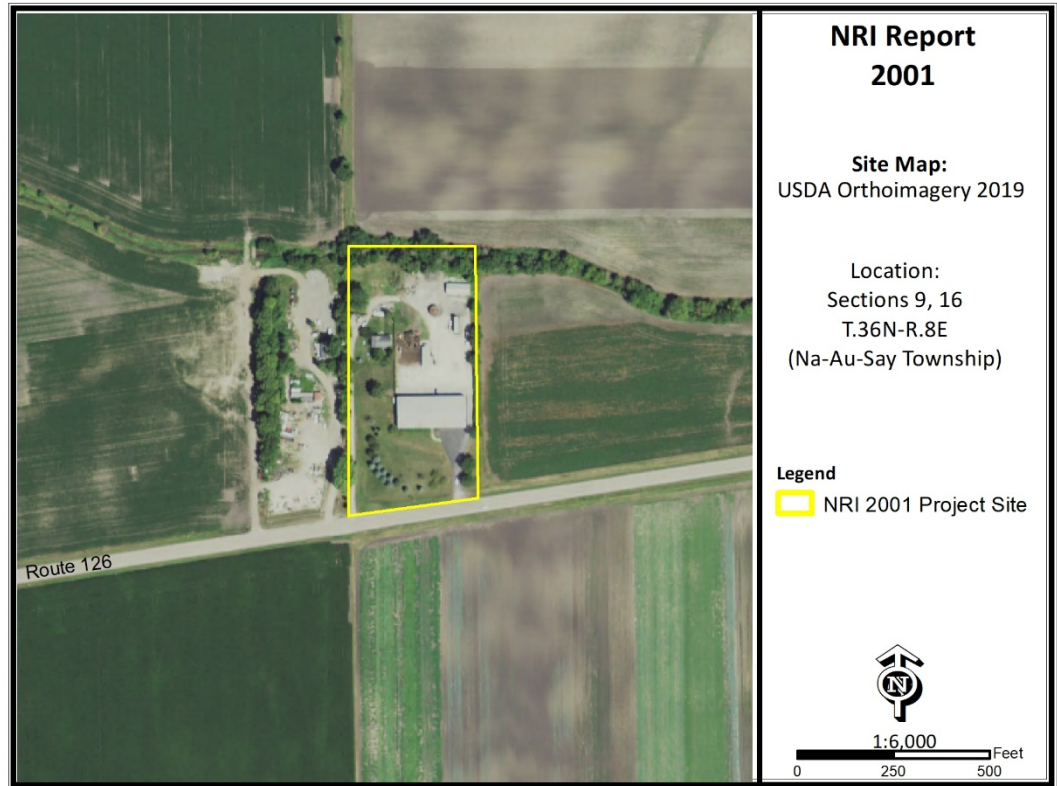 NRI Report
2001
Site Map:
USDA Orthoimagery 2019
Location:
Sections 9, 16
T.36N-R.8E
(Na-Au-Say Township)
Legend
NRI 2001 Project Site
Route 126
N
1:6,000
Feet
0 250 500